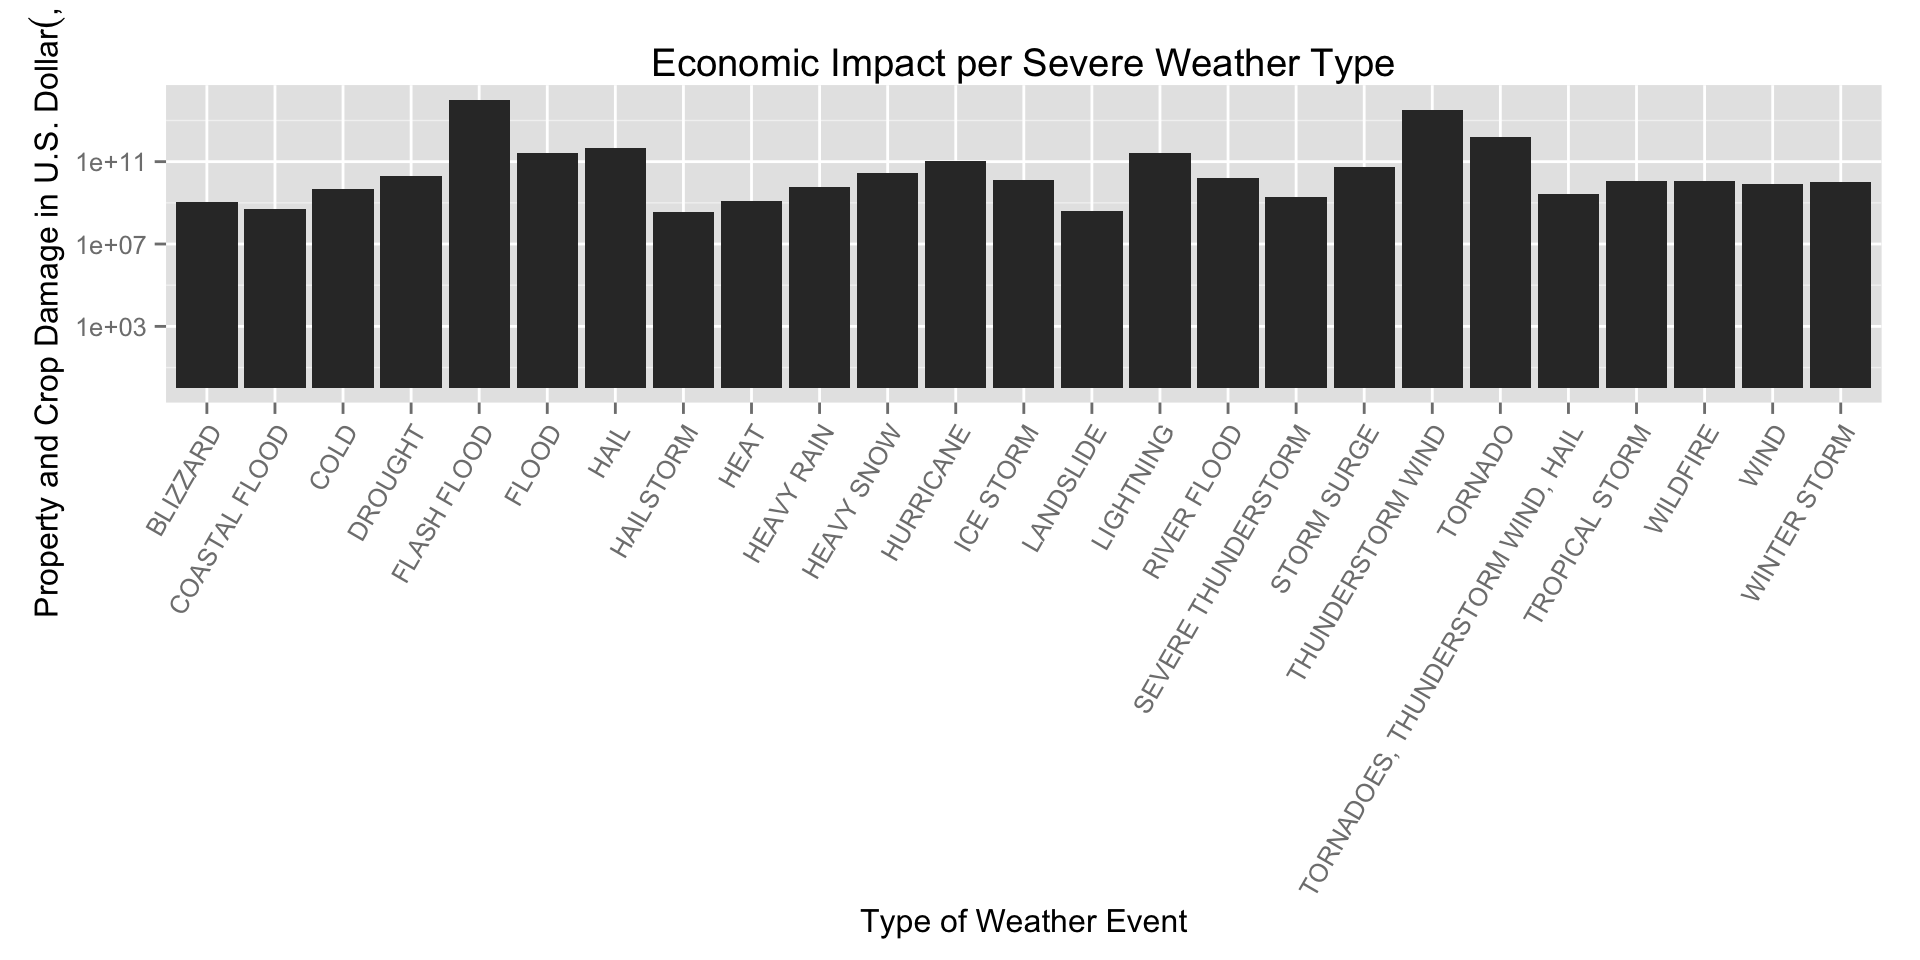 Economic Impact per Severe Weather Type
Property and Crop Damage in U.S. Dollar(,
1e+11
1e+07
1e+03
BLIZZARD
COASTAL FLOOD
COLD
DROUGHT
FLASH FLOOD
FLOOD
HAIL
HAILSTORM
HEAT
HEAVY RAIN
HEAVY SNOW
HURRICANE
ICE STORM
LANDSLIDE
LIGHTNING
RIVER FLOOD
SEVERE THUNDERSTORM
STORM SURGE
THUNDERSTORM WIND
TORNADO
TORNADOES, THUNDERSTORM WIND, HAIL
TROPICAL STORM
WILDFIRE
WIND
WINTER STORM
Type of Weather Event